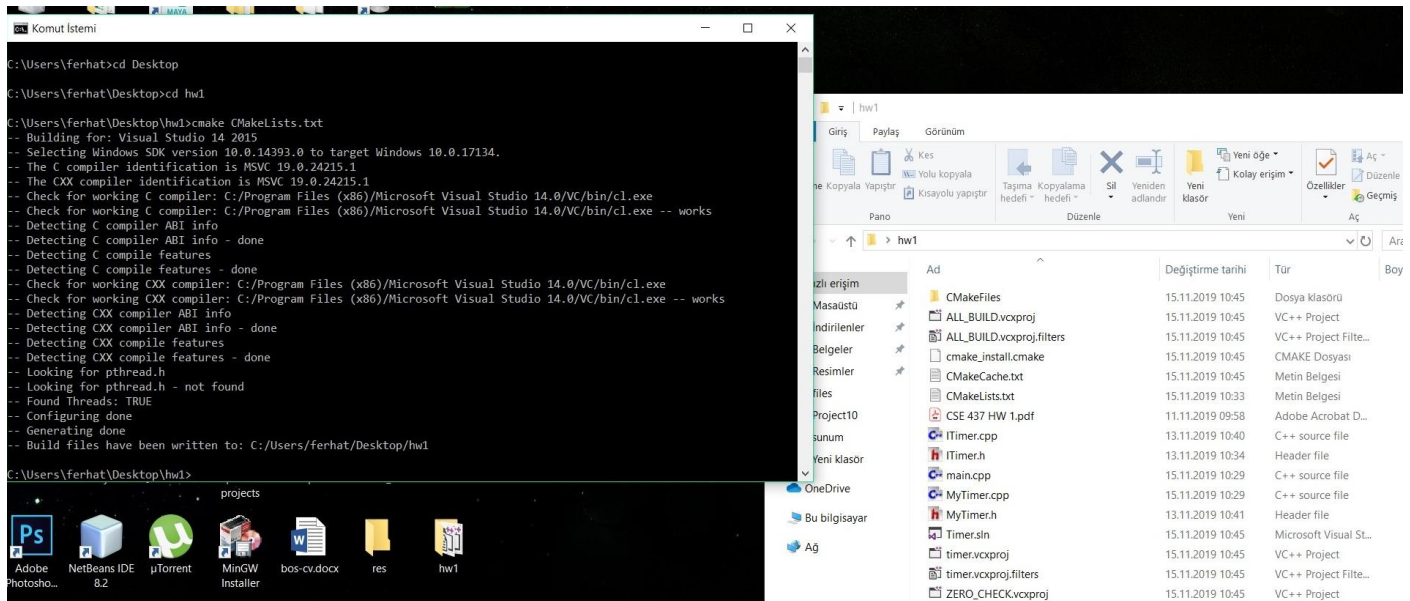 MAYA
Komut İstemi
C:\Users\ferhat>cd Desktop
C:\Users\ferhat\Desktop>cd hw1
C:\Users\ferhat\Desktop\hw1>cmake CMakeLists.txt
-- Building for: Visual Studio 14 2015
-- Selecting Windows SDK version 10.0.14393.0 to target Windows 10.0.17134.
-- The C compiler identification is MSVC 19.0.24215.1
-- The CXX compiler identification is MSVC 19.0.24215.1
-- Check for working C compiler: C:/Program Files (x86)/Microsoft Visual Studio 14.0/VC/bin/cl.exe
-- Check for working C compiler: C:/Program Files (x86)/Microsoft Visual Studio 14.0/VC/bin/cl.exe -- works
-- Detecting C compiler ABI info
-- Detecting C compiler ABI info - done
-- Detecting C compile features
-- Detecting C compile features - done
-- Check for working CXX compiler: C:/Program Files (x86)/Microsoft Visual Studio 14.0/VC/bin/cl.exe
-- Check for working CXX compiler: C:/Program Files (x86)/Microsoft Visual Studio 14.0/VC/bin/cl.exe -- works
-- Detecting CXX compiler ABI info
-- Detecting CXX compiler ABI info - done
-- Detecting CXX compile features
-- Detecting CXX compile features - done
-- Looking for pthread.h
-- Looking for pthread.h - not found
-- Found Threads: TRUE
-- Configuring done
-- Generating done
-- Build files have been written to: C:/Users/ferhat/Desktop/hw1
C:\Users\ferhat\Desktop\hw1>
projects
Ps
Adobe Photosho...
NetBeans IDE 8.2
µTorrent
MinGW Installer
bos-cv.docx
res
hw1
hw1
Giriş Paylaş Görünüm
Kopyala Yapıştır
Kes
Yolu kopyala
Kısayolu yapıştır
Pano
Taşıma hedefi
Kopyalama hedefi
Sil
Yeniden adlandır
Düzenle
Yeni klasör
Yeni öğe
Kolay erişim
Yeni
Özellikler
Aç
Düzenle
Geçmiş
Aç
> hw1
Ara
ızlı erişim
Masaüstü
İndirilenler
Belgeler
Resimler
files
Project10
sunum
Yeni klasör
OneDrive
Bu bilgisayar
Ağ
Ad Değiştirme tarihi Tür Boy
CMakeFiles 15.11.2019 10:45 Dosya klasörü
ALL_BUILD.vcxproj 15.11.2019 10:45 VC++ Project
ALL_BUILD.vcxproj.filters 15.11.2019 10:45 VC++ Project Filte...
cmake_install.cmake 15.11.2019 10:45 CMAKE Dosyası
CMakeCache.txt 15.11.2019 10:45 Metin Belgesi
CMakeLists.txt 15.11.2019 10:33 Metin Belgesi
CSE 437 HW 1.pdf 11.11.2019 09:58 Adobe Acrobat D...
ITimer.cpp 13.11.2019 10:40 C++ source file
ITimer.h 13.11.2019 10:34 Header file
main.cpp 15.11.2019 10:29 C++ source file
MyTimer.cpp 15.11.2019 10:29 C++ source file
MyTimer.h 13.11.2019 10:41 Header file
Timer.sln 15.11.2019 10:45 Microsoft Visual St...
timer.vcxproj 15.11.2019 10:45 VC++ Project
timer.vcxproj.filters 15.11.2019 10:45 VC++ Project Filte...
ZERO_CHECK.vcxproj 15.11.2019 10:45 VC++ Project